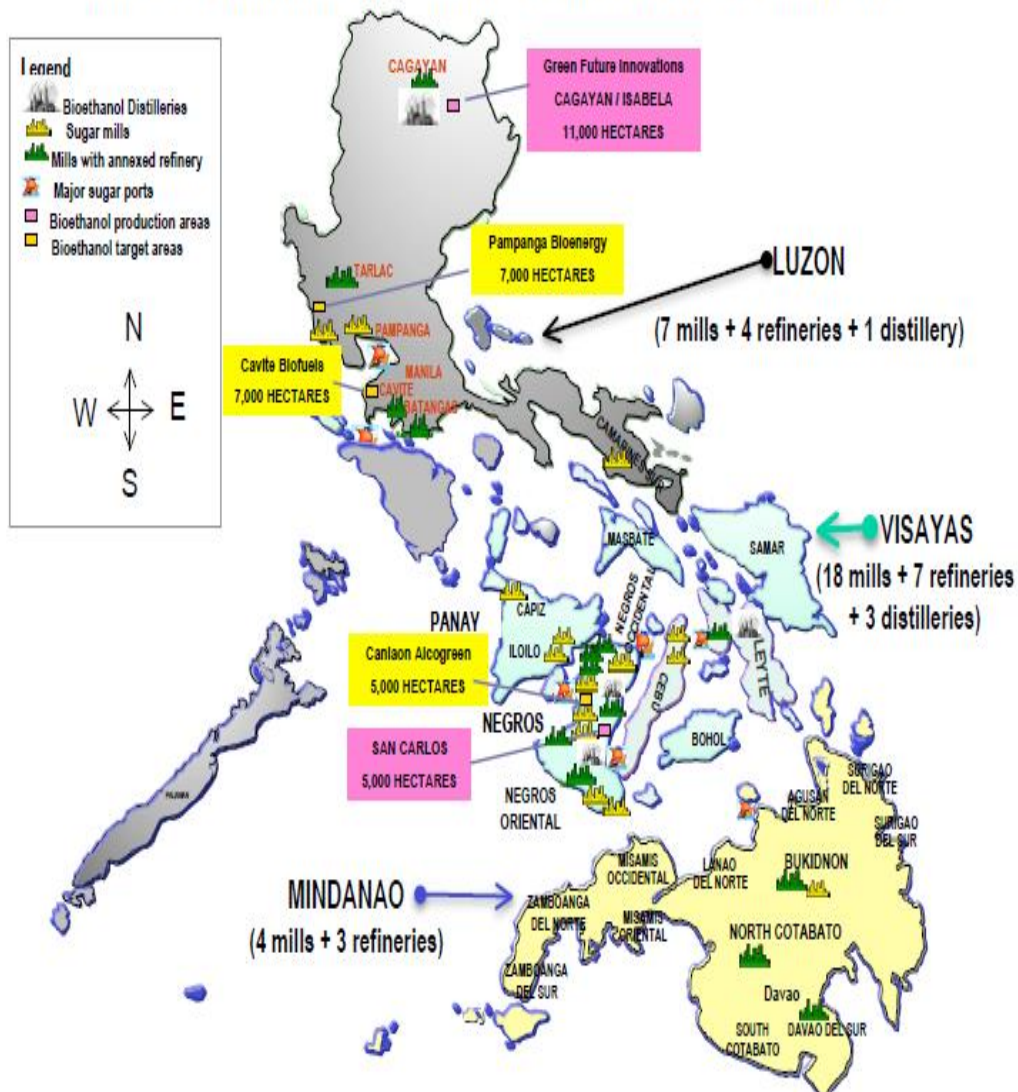 Legend
Bioethanol Distilleries
Sugar mills
Mills with annexed refinery
Major sugar ports
Bioethanol production areas
Bioethanol target areas
N
W
E
S
CAGAYAN
Green Future Innovations
CAGAYAN / ISABELA
11,000 HECTARES
TARLAC
Pampanga Bioenergy
7,000 HECTARES
LUZON
(7 mills + 4 refineries + 1 distillery)
PAMPANGA
Cavite Biofuels
7,000 HECTARES
MANILA
CAVITE
BATANGAS
CAMARINES
MASBATE
SAMAR
VISAYAS
(18 mills + 7 refineries
+ 3 distilleries)
CAPIZ
PANAY
ILOILO
NEGROS
OCCIDENTAL
LEYTE
CEBU
Canlaon Alcogreen
5,000 HECTARES
NEGROS
BOHOL
SAN CARLOS
5,000 HECTARES
NEGROS
ORIENTAL
PALAWAN
SURIGAO
DEL NORTE
AGUSAN
DEL NORTE
SURIGAO
DEL SUR
MISAMIS
OCCIDENTAL
LANAO
DEL NORTE
BUKIDNON
MINDANAO
(4 mills + 3 refineries)
ZAMBOANGA
DEL NORTE
MISAMIS
ORIENTAL
NORTH COTABATO
ZAMBOANGA
DEL SUR
Davao
SOUTH
COTABATO
DAVAO DEL SUR